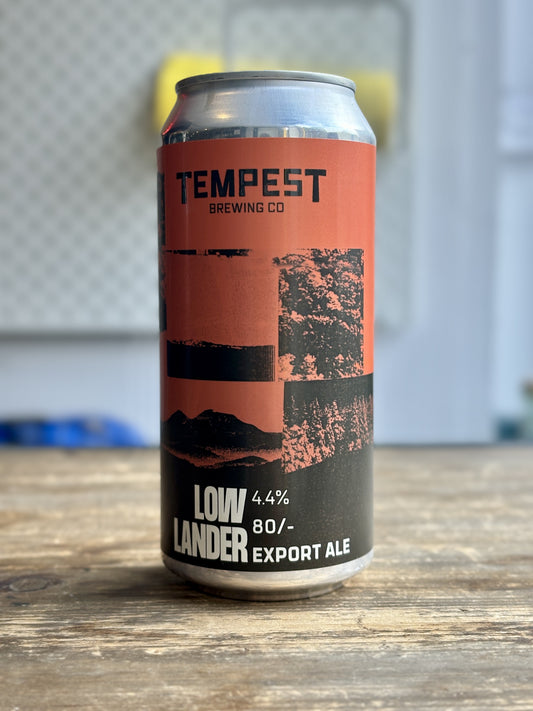 TEMPEST
BREWING CO
LOW
LANDER
4.4%
80/-
EXPORT ALE